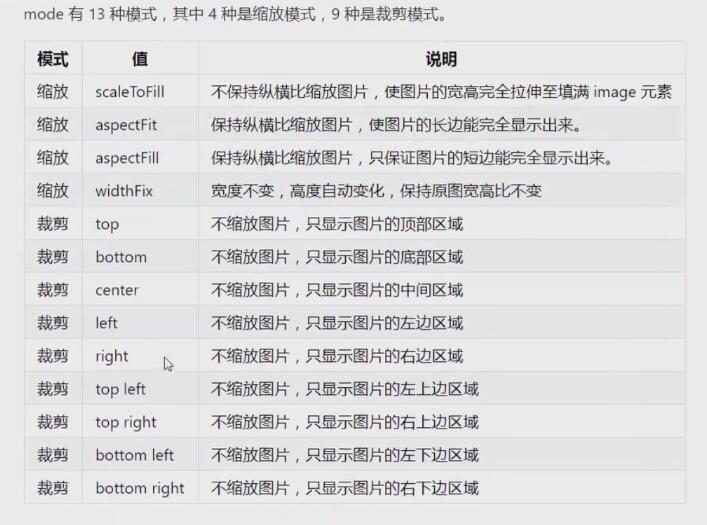 mode 有 13 种模式，其中 4 种是缩放模式，9 种是裁剪模式。
模式 值 说明
缩放 scaleToFill 不保持纵横比缩放图片，使图片的宽高完全拉伸至填满 image 元素
缩放 aspectFit 保持纵横比缩放图片，使图片的长边能完全显示出来。
缩放 aspectFill 保持纵横比缩放图片，只保证图片的短边能完全显示出来。
缩放 widthFix 宽度不变，高度自动变化，保持原图宽高比不变
裁剪 top 不缩放图片，只显示图片的顶部区域
裁剪 bottom 不缩放图片，只显示图片的底部区域
裁剪 center 不缩放图片，只显示图片的中间区域
裁剪 left 不缩放图片，只显示图片的左边区域
裁剪 right 不缩放图片，只显示图片的右边区域
裁剪 top left 不缩放图片，只显示图片的左上边区域
裁剪 top right 不缩放图片，只显示图片的右上边区域
裁剪 bottom left 不缩放图片，只显示图片的左下边区域
裁剪 bottom right 不缩放图片，只显示图片的右下边区域